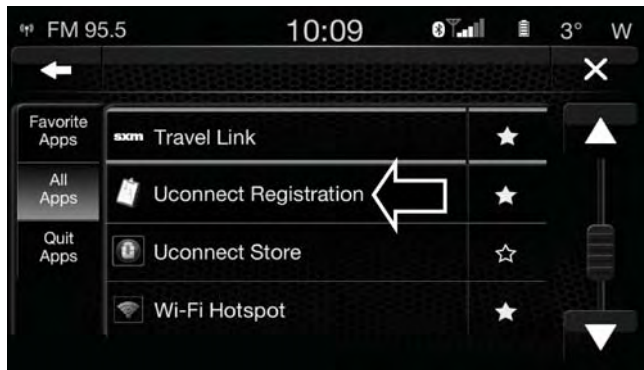 FM 95.5 10:09 3° W
Favorite
Apps
sxm Travel Link
All
Apps
Uconnect Registration
Quit
Apps
Uconnect Store
Wi-Fi Hotspot